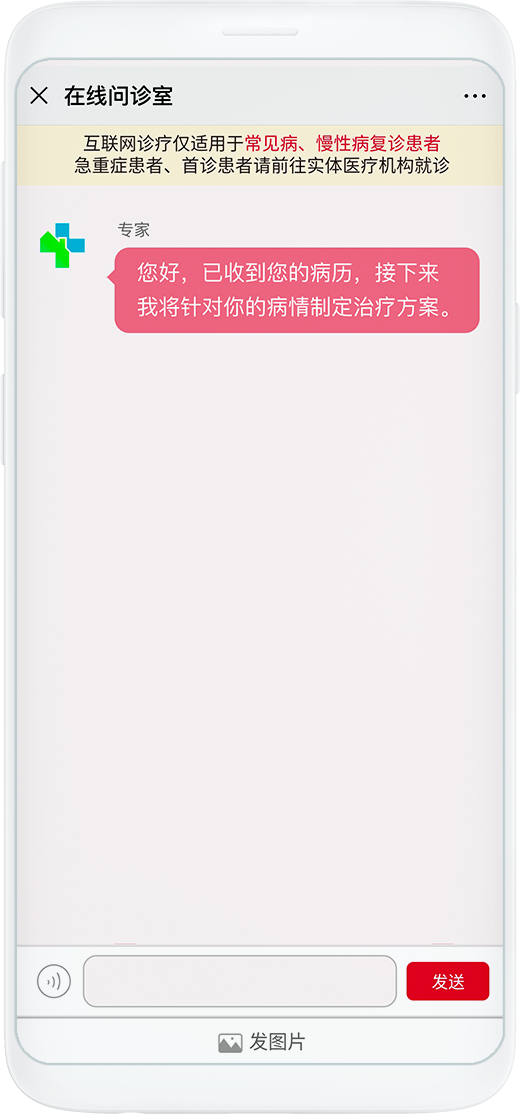 在线问诊室
互联网诊疗仅适用于常见病、慢性病复诊患者
急重症患者、首诊患者请前往实体医疗机构就诊
专家
您好，已收到您的病历，接下来
我将针对你的病情制定治疗方案。
发送
发图片